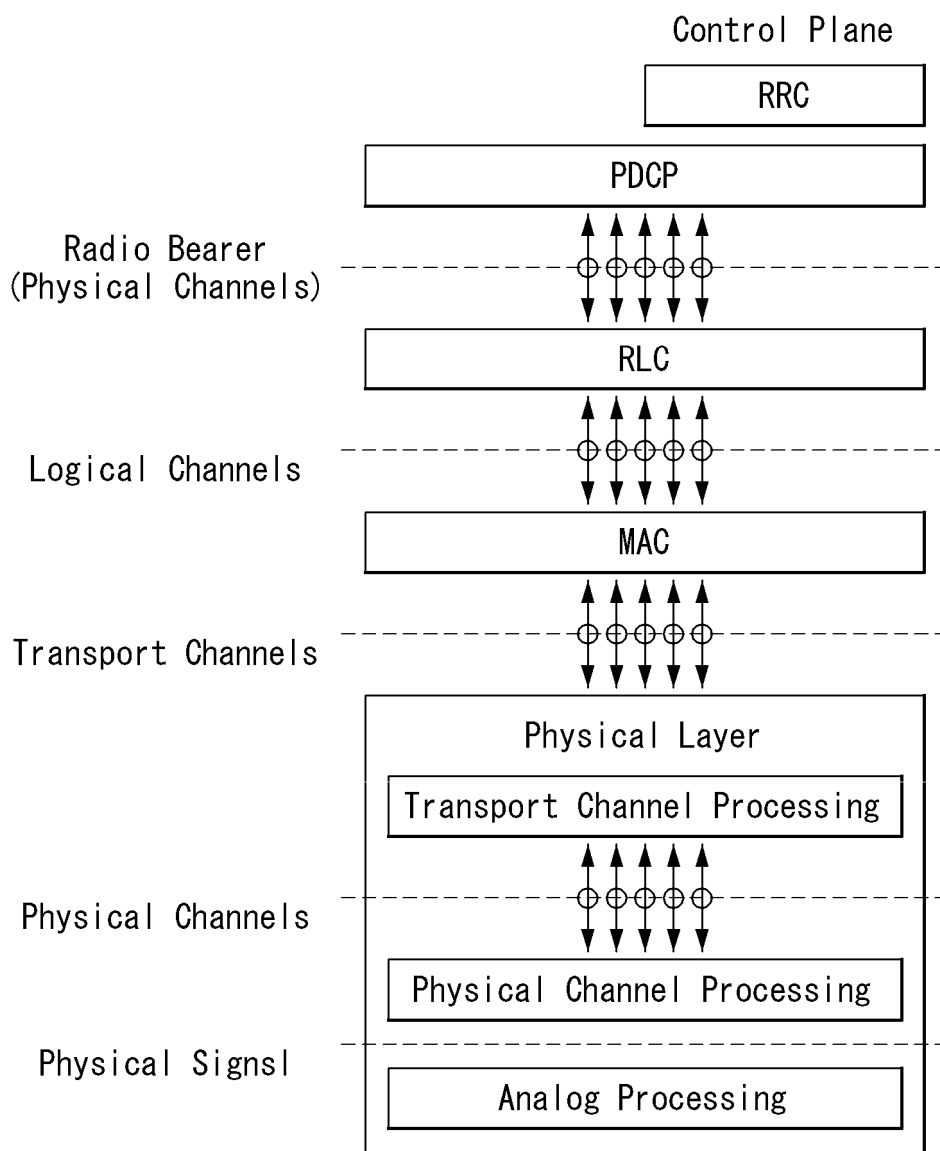 Control Plane
RRC
PDCP
Radio Bearer
(Physical Channels)
RLC
Logical Channels
MAC
Transport Channels
Physical Layer
Transport Channel Processing
Physical Channels
Physical Channel Processing
Physical Signsl
Analog Processing